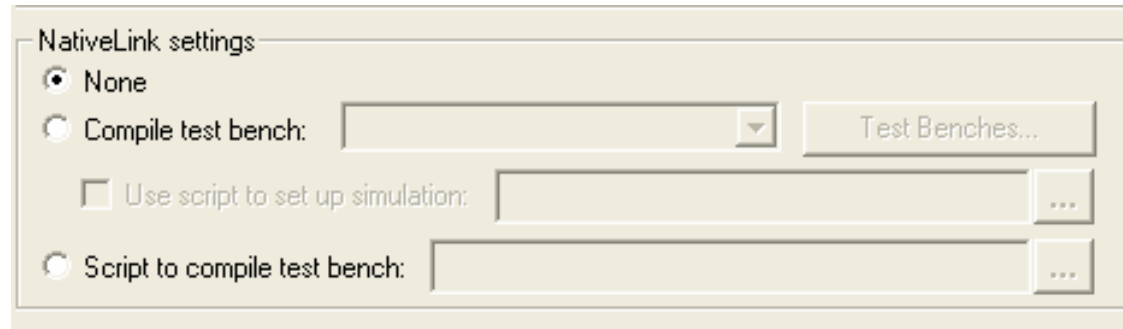 NativeLink settings
None
Compile test bench: Test Benches...
Use script to set up simulation: ...
Script to compile test bench: ...